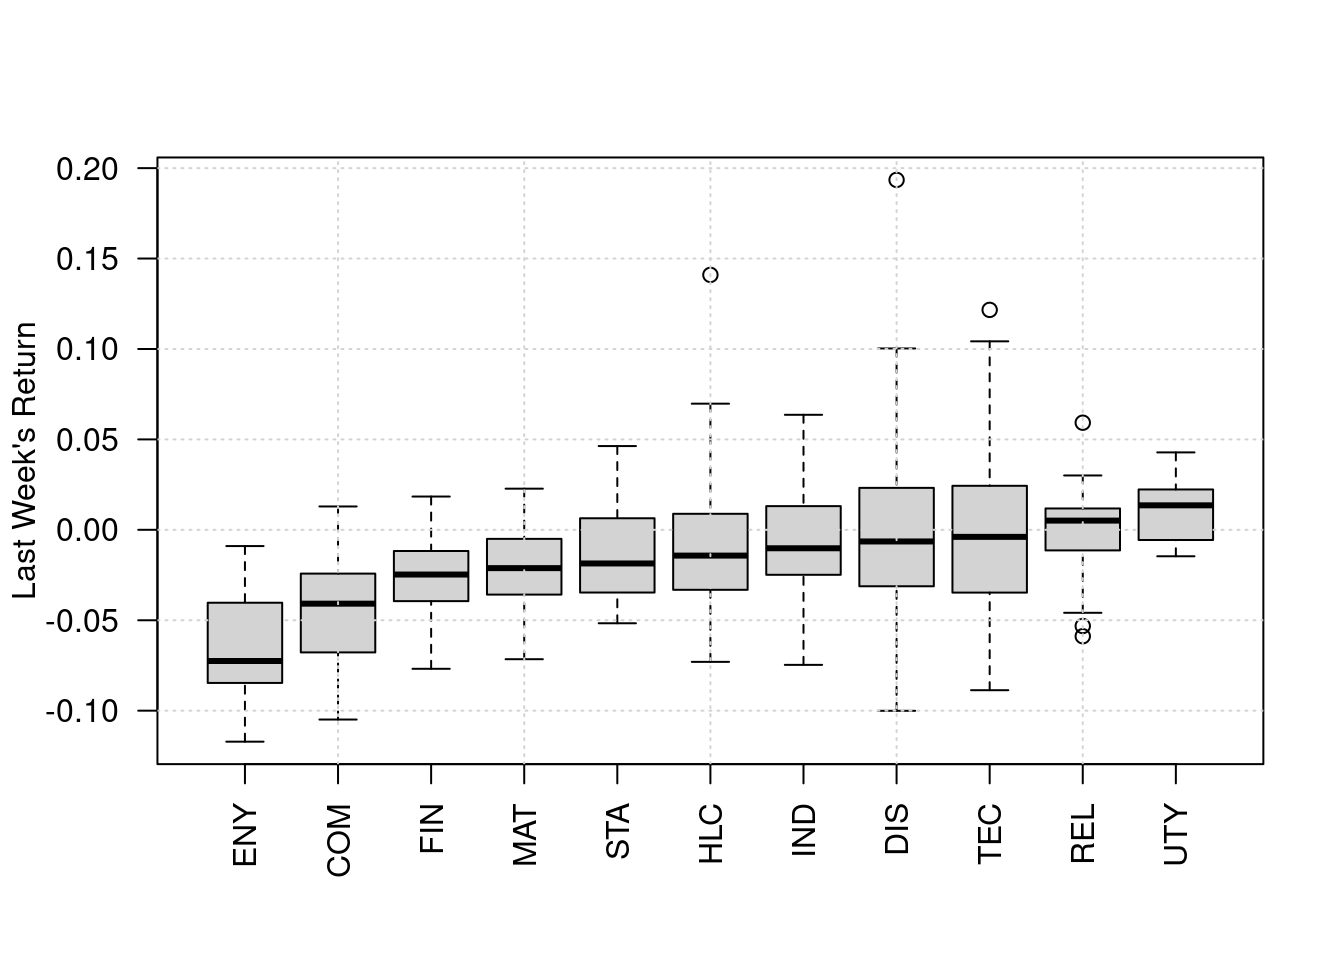 Last Week's Return
0.20
0.15
0.10
0.05
0.00
-0.05
-0.10
ENY
COM
FIN
MAT
STA
HLC
IND
DIS
TEC
REL
UTY